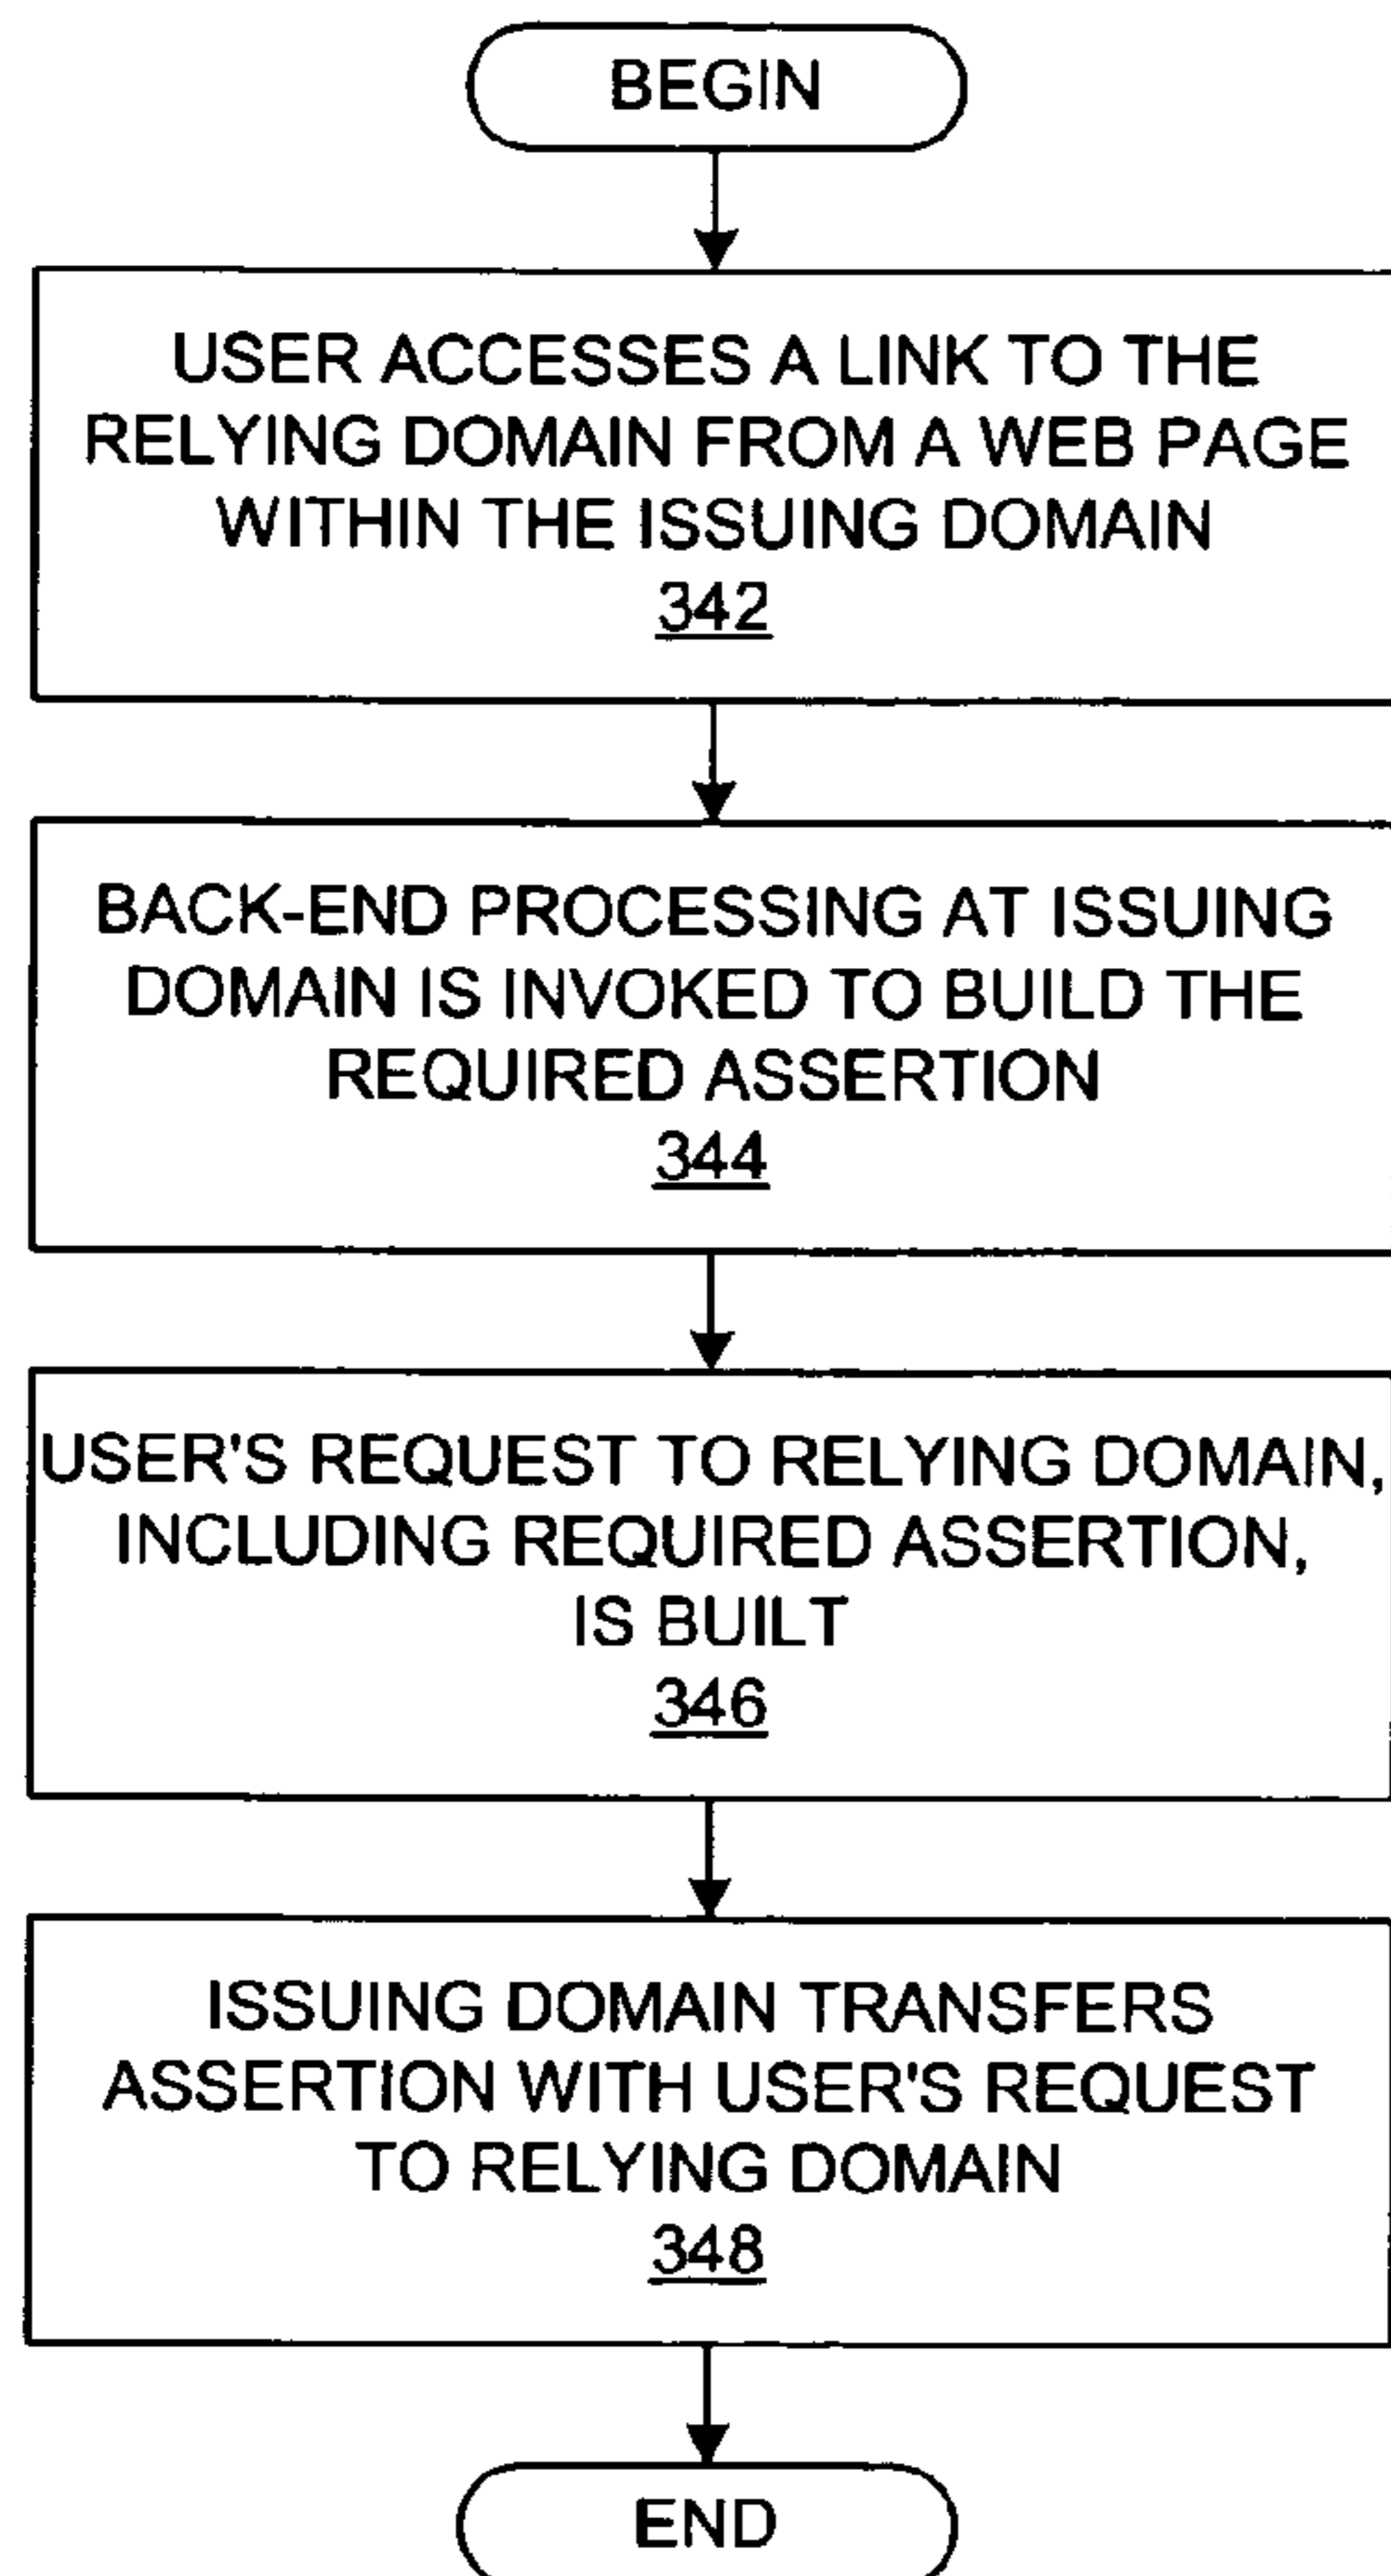 BEGIN
USER ACCESSES A LINK TO THE
RELYING DOMAIN FROM A WEB PAGE
WITHIN THE ISSUING DOMAIN
342
BACK-END PROCESSING AT ISSUING
DOMAIN IS INVOKED TO BUILD THE
REQUIRED ASSERTION
344
USER'S REQUEST TO RELYING DOMAIN,
INCLUDING REQUIRED ASSERTION,
IS BUILT
346
ISSUING DOMAIN TRANSFERS
ASSERTION WITH USER'S REQUEST
TO RELYING DOMAIN
348
END